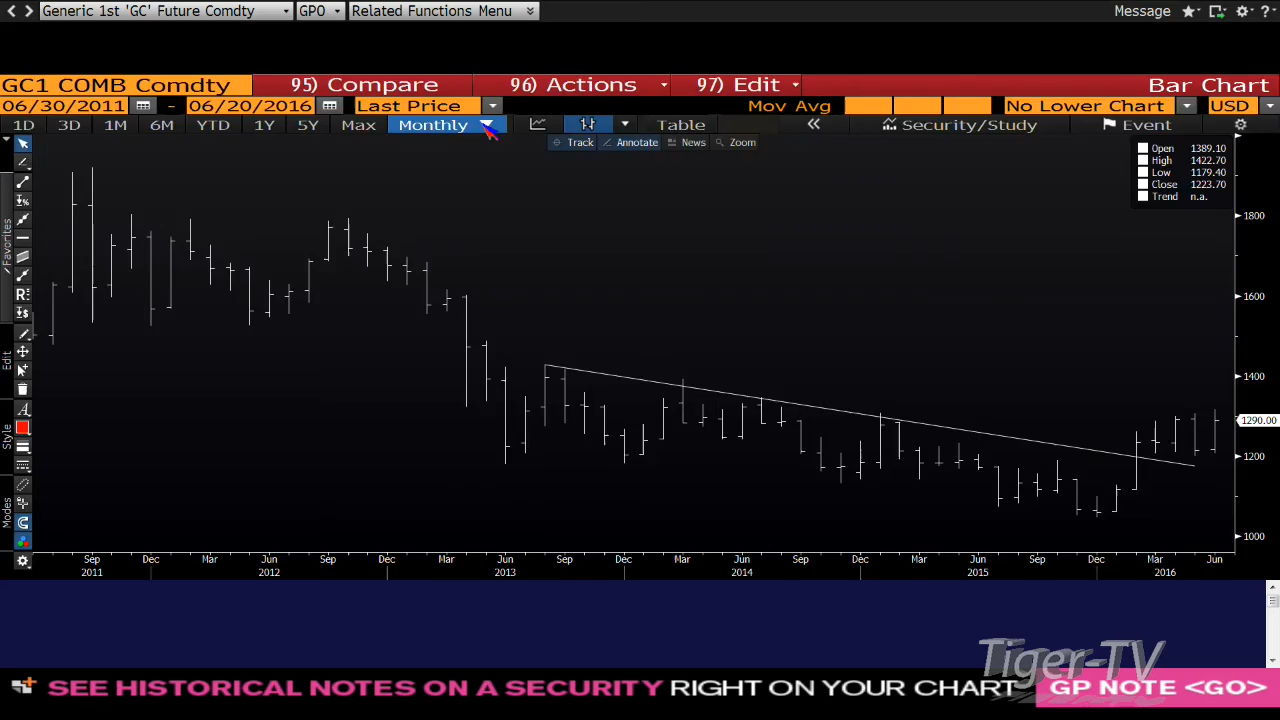 Generic 1st 'GC' Future Comdty GPO Related Functions Menu Message
GC1 COMB Comdty 95) Compare 96) Actions 97) Edit Bar Chart
06/30/2011 - 06/20/2016 Last Price Mov Avg No Lower Chart USD
1D 3D 1M 6M YTD 1Y 5Y Max Monthly Table Security/Study Event
Track Annotate News Zoom
Open 1389.10
High 1422.70
Low 1179.40
Close 1223.70
Trend n.a.
Favorites
Edit
Style
Modes
1800
1600
1400
1290.00
1200
1000
Sep Dec Mar Jun Sep Dec Mar Jun Sep Dec Mar Jun Sep Dec Mar Jun Sep Dec Mar Jun
2011 2012 2013 2014 2015 2016
Tiger-TV
SEE HISTORICAL NOTES ON A SECURITY RIGHT ON YOUR CHART GP NOTE <GO>